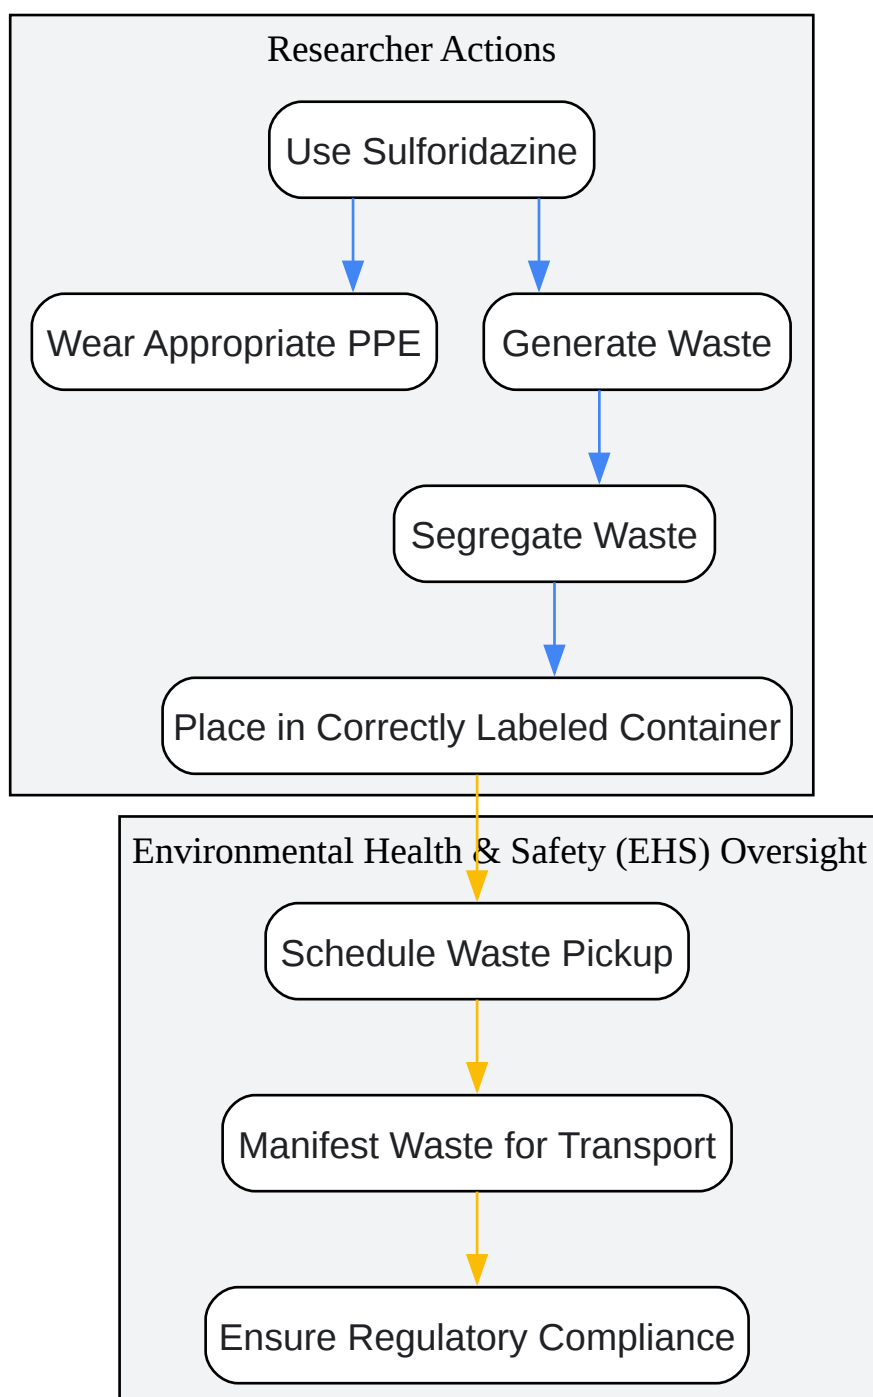 Researcher Actions
Use Sulforidazine
Wear Appropriate PPE
Generate Waste
Segregate Waste
Place in Correctly Labeled Container
Environmental Health & Safety (EHS) Oversight
Schedule Waste Pickup
Manifest Waste for Transport
Ensure Regulatory Compliance